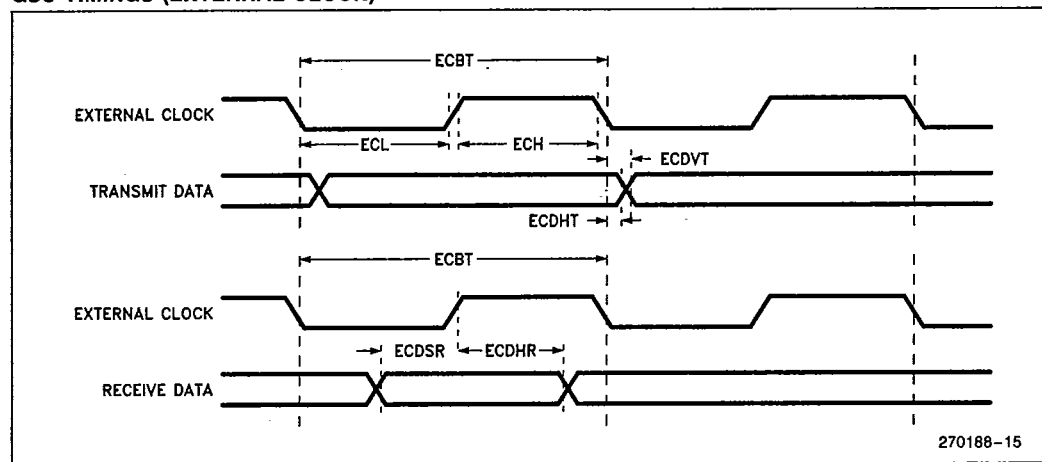 ECBT
EXTERNAL CLOCK
ECL ECH
ECDVT
TRANSMIT DATA
ECDHT
ECBT
EXTERNAL CLOCK
ECDSR ECDHR
RECEIVE DATA
270188-15